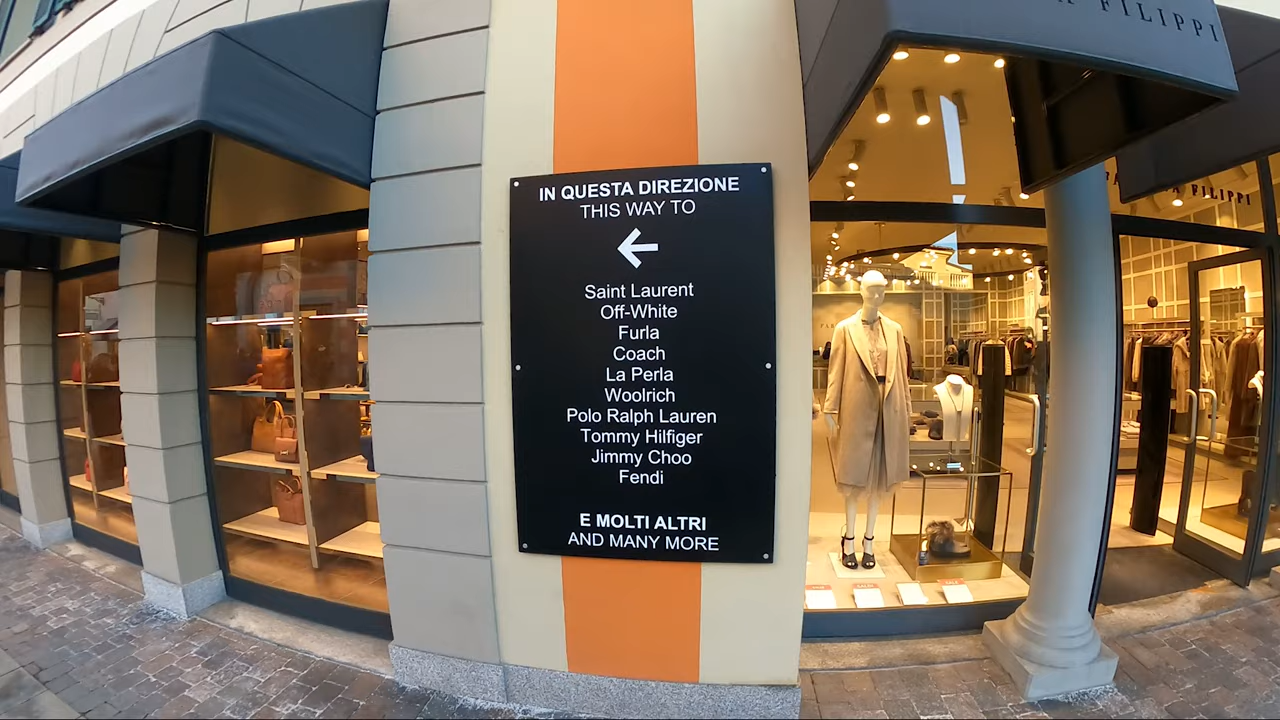 FILIPPI
FILIPPI
IN QUESTA DIREZIONE
THIS WAY TO
Saint Laurent
Off-White
Furla
Coach
La Perla
Woolrich
Polo Ralph Lauren
Tommy Hilfiger
Jimmy Choo
Fendi
E MOLTI ALTRI
AND MANY MORE